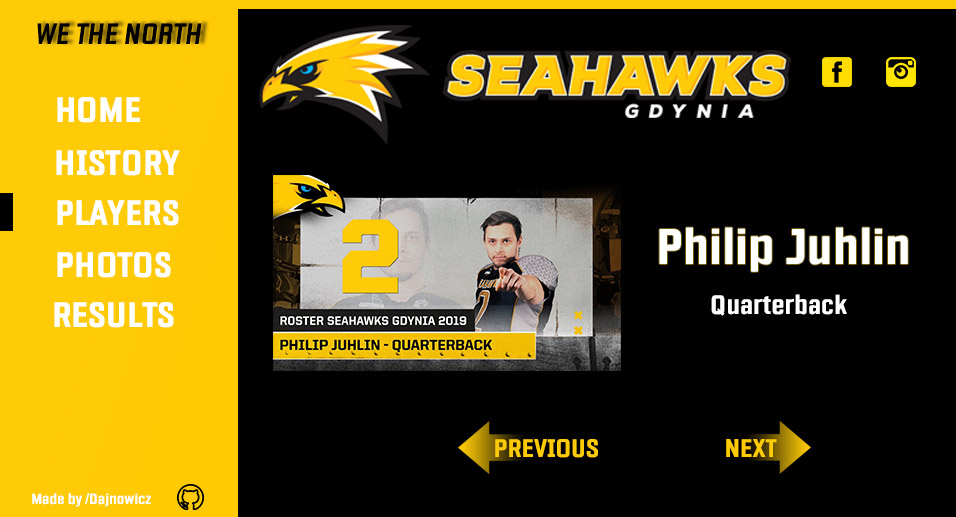 WE THE NORTH
HOME
HISTORY
PLAYERS
PHOTOS
RESULTS
Made by /Dajnowicz
SEAHAWKS
GDYNIA
2
2
ROSTER SEAHAWKS GDYNIA 2019
PHILIP JUHLIN - QUARTERBACK
Philip Juhlin
Quarterback
PREVIOUS
NEXT